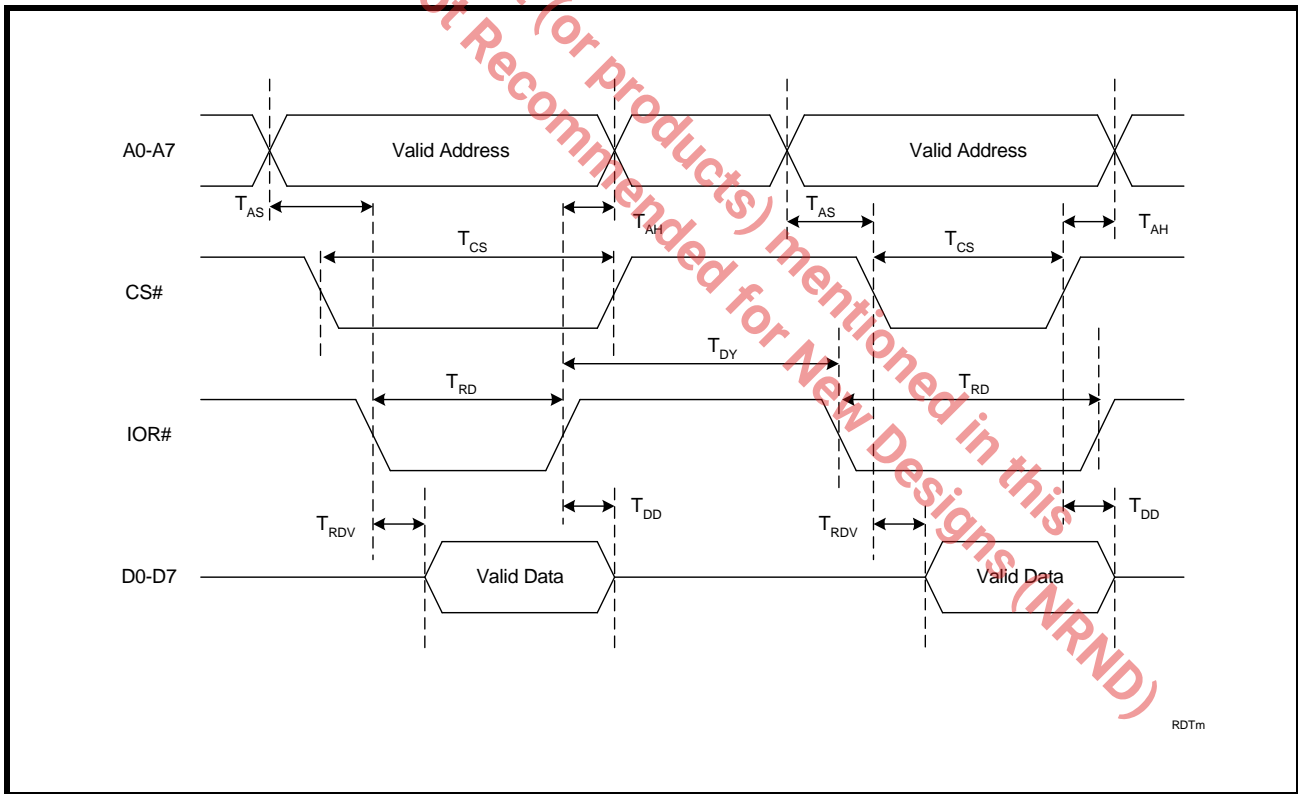 (or products) mentioned in this
ot Recommended for New Designs (NRND)
A0-A7
Valid Address
Valid Address
TAS
TAH
TAS
TAH
TCS
TCS
CS#
TDY
TRD
TRD
IOR#
TRDV
TDD
TRDV
TDD
D0-D7
Valid Data
Valid Data
RDTm